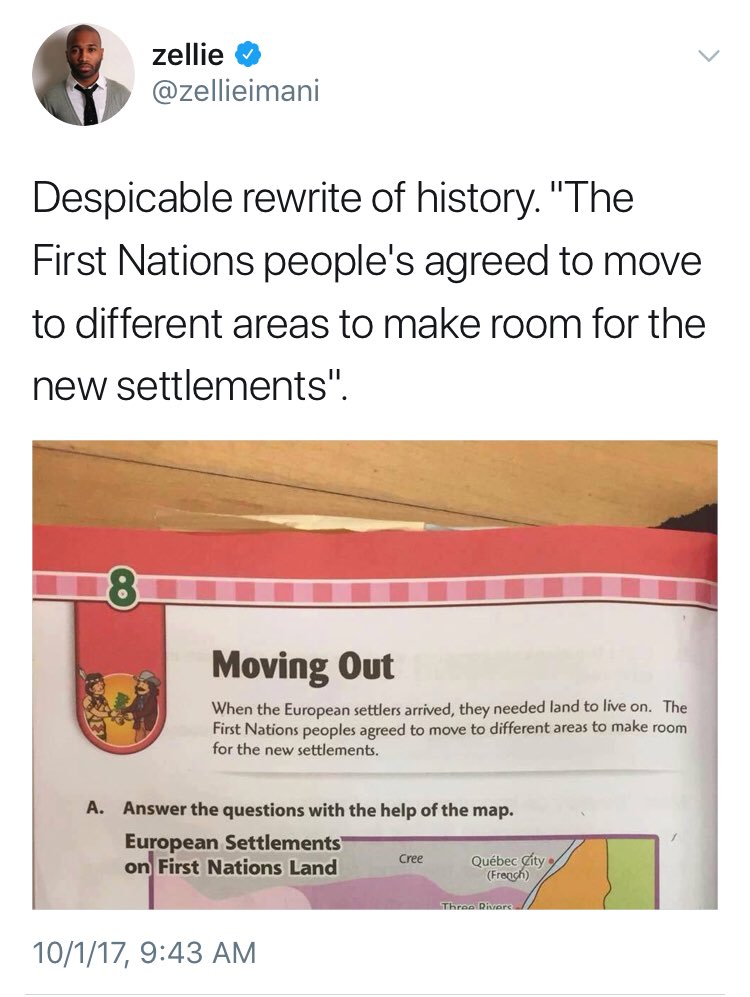 zellie
@zellieimani
Despicable rewrite of history. "The
First Nations people's agreed to move
to different areas to make room for the
new settlements".
8
Moving Out
When the European settlers arrived, they needed land to live on. The
First Nations peoples agreed to move to different areas to make room
for the new settlements.
A. Answer the questions with the help of the map.
European Settlements
on First Nations Land
Cree
Québec City
(French)
Three Rivers
10/1/17, 9:43 AM